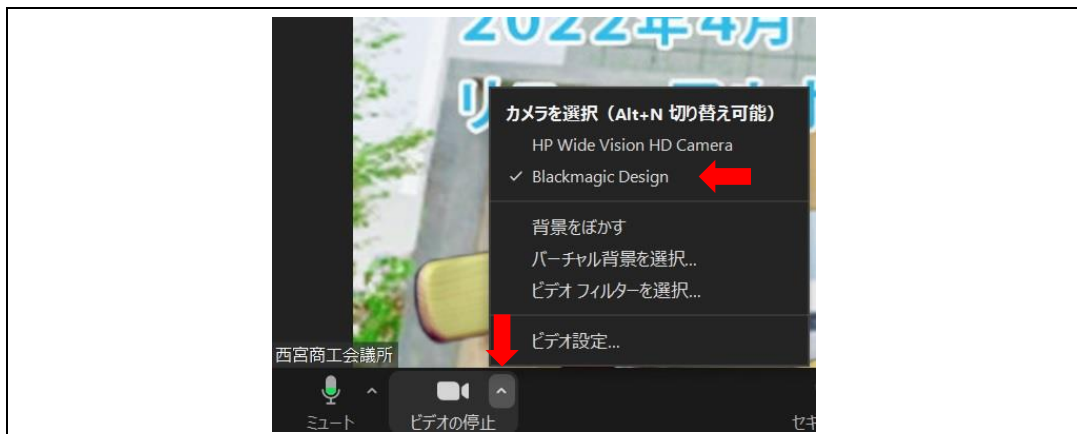 2022年4月
リ
カメラを選択（Alt+N 切り替え可能）
HP Wide Vision HD Camera
✓ Blackmagic Design
背景をぼかす
バーチャル背景を選択...
ビデオ フィルターを選択...
ビデオ設定...
西宮商工会議所
ミュート
ビデオの停止
セキ